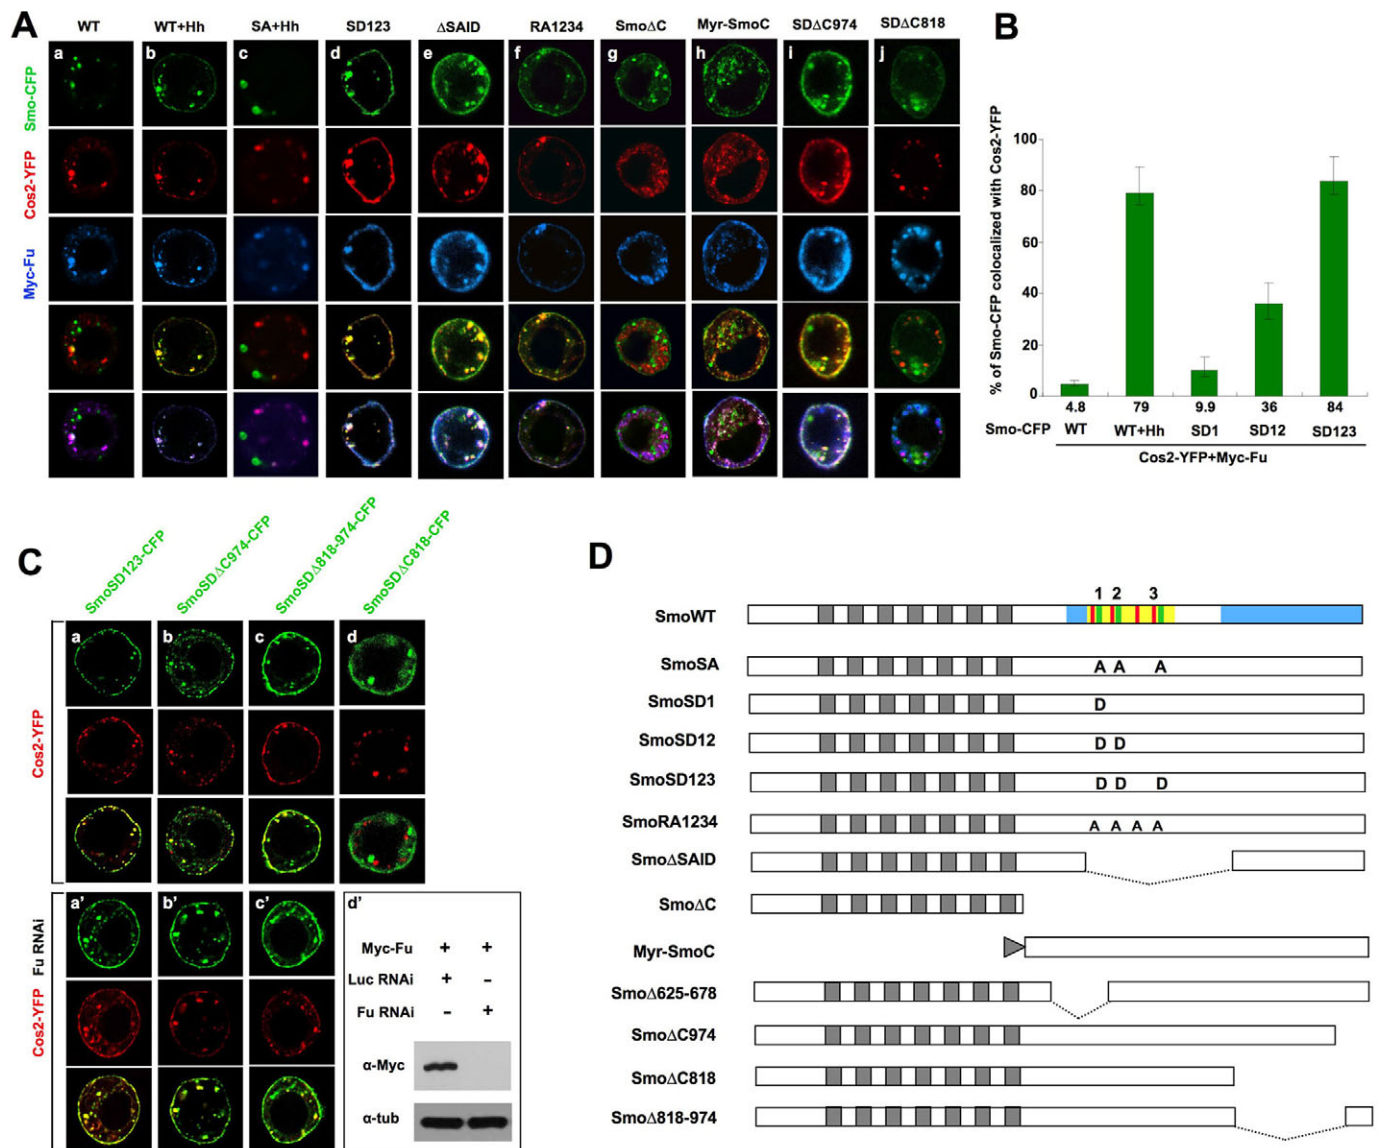 A
WT WT+Hh SA+Hh SD123 ΔSAID RA1234 SmoΔC Myr-SmoC SDΔC974 SDΔC818
a b c d e f g h i j
Smo-CFP
Cos2-YFP
Myc-Fu
B
% of Smo-CFP colocalized with Cos2-YFP
100
80
60
40
20
0
4.8 79 9.9 36 84
Smo-CFP WT WT+Hh SD1 SD12 SD123
Cos2-YFP+Myc-Fu
C
SmoSD123-CFP
SmoSDΔC974-CFP
SmoSDΔ818-974-CFP
SmoSDΔC818-CFP
a b c d
Cos2-YFP
a' b' c' d'
Fu RNAi
Cos2-YFP
Myc-Fu + +
Luc RNAi + -
Fu RNAi - +
α-Myc
α-tub
D
1 2 3
SmoWT
SmoSA A A A
SmoSD1 D
SmoSD12 D D
SmoSD123 D D D
SmoRA1234 A A A A
SmoΔSAID
SmoΔC
Myr-SmoC
SmoΔ625-678
SmoΔC974
SmoΔC818
SmoΔ818-974